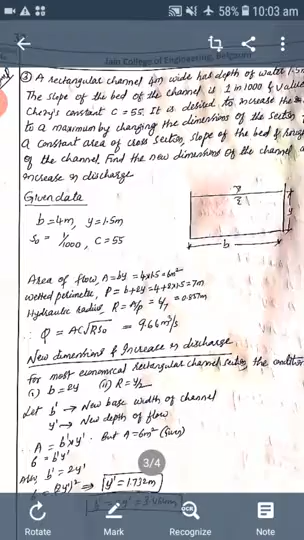 58% 10:03 am
Jain College of Engineering, Belgaum
③ A rectangular channel 4m wide has depth of water 1.5m
The slope of the bed of the channel is 1 in 1000 & value
Chezy's constant C = 55. It is desired to increase the
to a maximum by changing the dimensions of the section
a constant area of cross section, slope of the bed &
of the channel. Find the new dimensions of the channel
increase in discharge
Given data
b = 4m, y = 1.5m
S₀ = 1/1000, C = 55
y
b
Area of flow, A = by = 4×1.5 = 6m²
wetted perimeter, P = b+2y = 4+2×1.5 = 7m
Hydraulic radius, R = A/P = 6/7 = 0.857m
∴ Q = AC√RS₀ = 9.66 m³/s
New dimensions & Increase in discharge
For most economical rectangular channel section the condition
(i) b = 2y (ii) R = y/2
Let b' → New base width of channel
y' → New depth of flow
∴ A = b'×y' But A = 6m² (given)
6 = b'y'
Also, b' = 2y'
y' = 1.732m
3/4
Rotate Mark OCR Recognize Note